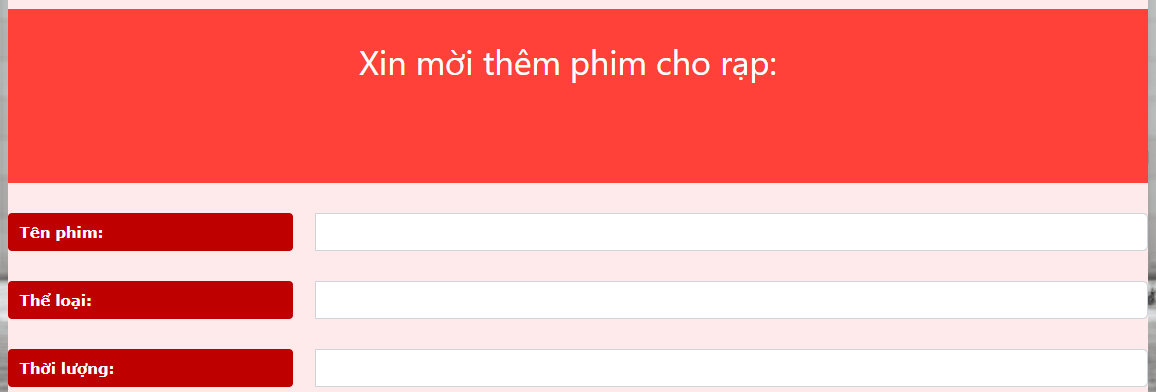 Xin mời thêm phim cho rạp:
Tên phim:
Thể loại:
Thời lượng: